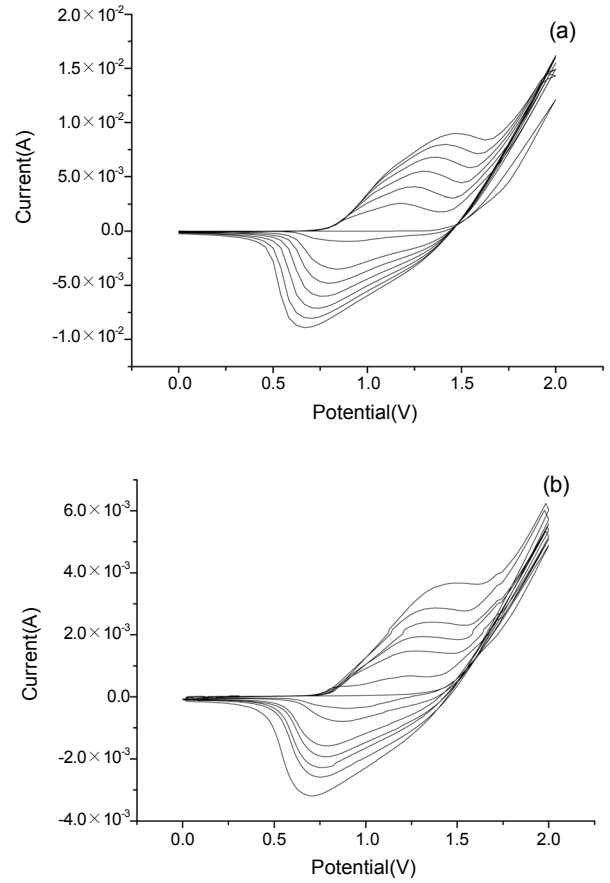 (a)
2.0×10⁻²
1.5×10⁻²
1.0×10⁻²
5.0×10⁻³
0.0
-5.0×10⁻³
-1.0×10⁻²
Current(A)
0.0 0.5 1.0 1.5 2.0
Potential(V)
(b)
6.0×10⁻³
4.0×10⁻³
2.0×10⁻³
0.0
-2.0×10⁻³
-4.0×10⁻³
Current(A)
0.0 0.5 1.0 1.5 2.0
Potential(V)